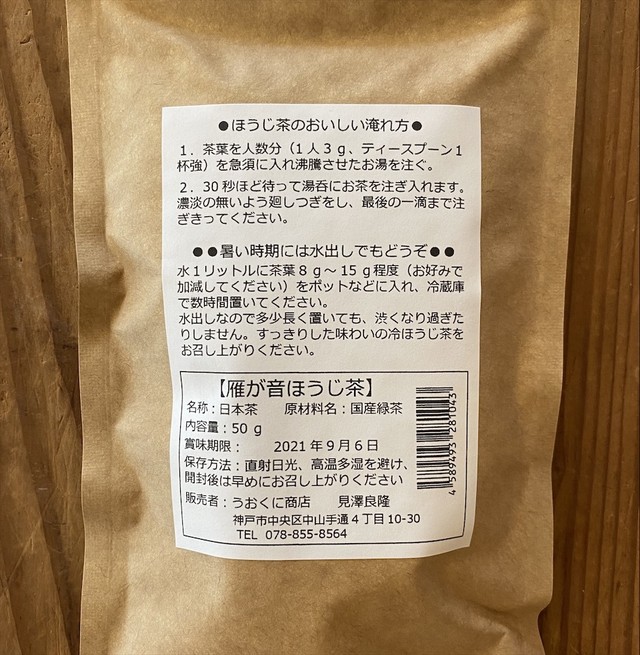 ●ほうじ茶のおいしい淹れ方●
１．茶葉を人数分（１人３ｇ、ティースプーン１
杯強）を急須に入れ沸騰させたお湯を注ぐ。
２．30 秒ほど待って湯呑にお茶を注ぎ入れます。
濃淡の無いよう廻しつぎをし、最後の一滴まで注
ぎきってください。
●●暑い時期には水出しでもどうぞ●●
水１リットルに茶葉８ｇ～15ｇ程度（お好みで
加減してください）をポットなどに入れ、冷蔵庫
で数時間置いてください。
水出しなので多少長く置いても、渋くなり過ぎた
りしません。すっきりした味わいの冷ほうじ茶を
お召し上がりください。
【雁が音ほうじ茶】
名称：日本茶　原材料名：国産緑茶
内容量：50ｇ
賞味期限：　2021年９月６日
保存方法：直射日光、高温多湿を避け、
開封後は早めにお召し上がりください
販売者：うおくに商店　見澤良隆
神戸市中央区中山手通４丁目10-30
TEL 078-855-8564
4 589493 281043